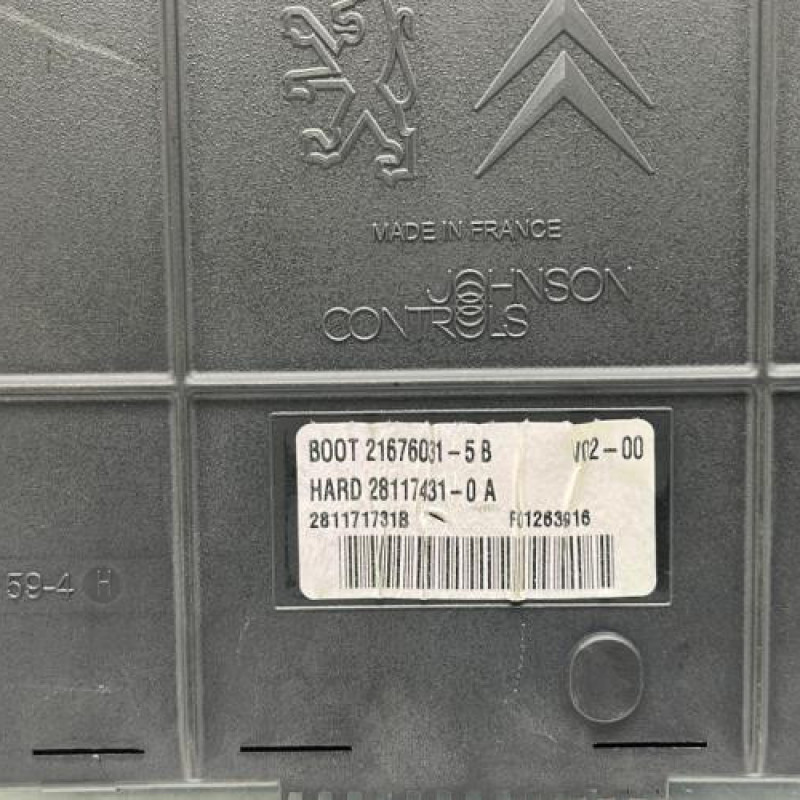 MADE IN FRANCE
JOHNSON
CONTROLS
BOOT 21676031-5 B V02-00
HARD 28117431-0 A
281171731B F01263916
59-4 H